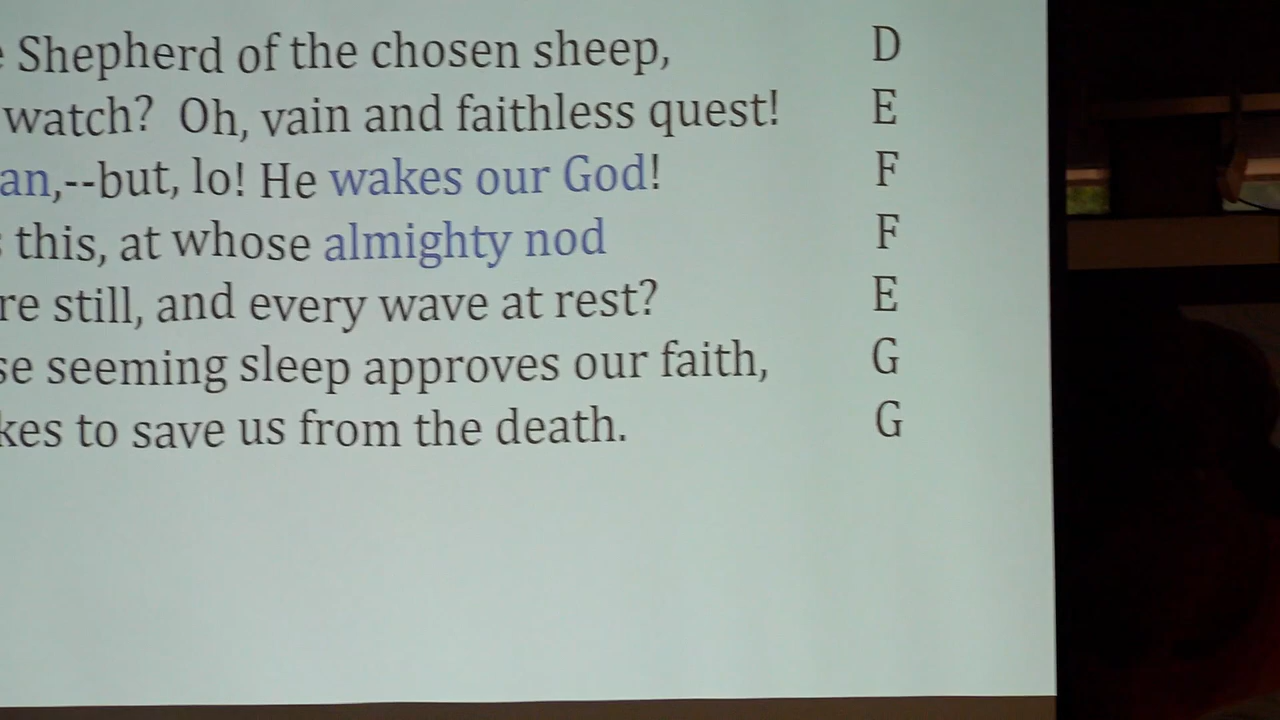 Shepherd of the chosen sheep, D
watch? Oh, vain and faithless quest! E
an,--but, lo! He wakes our God! F
this, at whose almighty nod F
re still, and every wave at rest? E
se seeming sleep approves our faith, G
kes to save us from the death. G